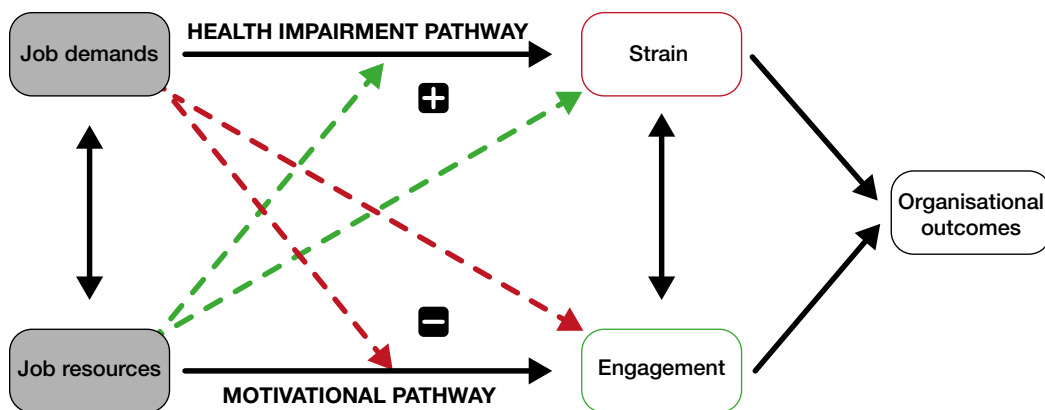 HEALTH IMPAIRMENT PATHWAY
Job demands
Strain
+
Organisational
outcomes
−
Job resources
Engagement
MOTIVATIONAL PATHWAY